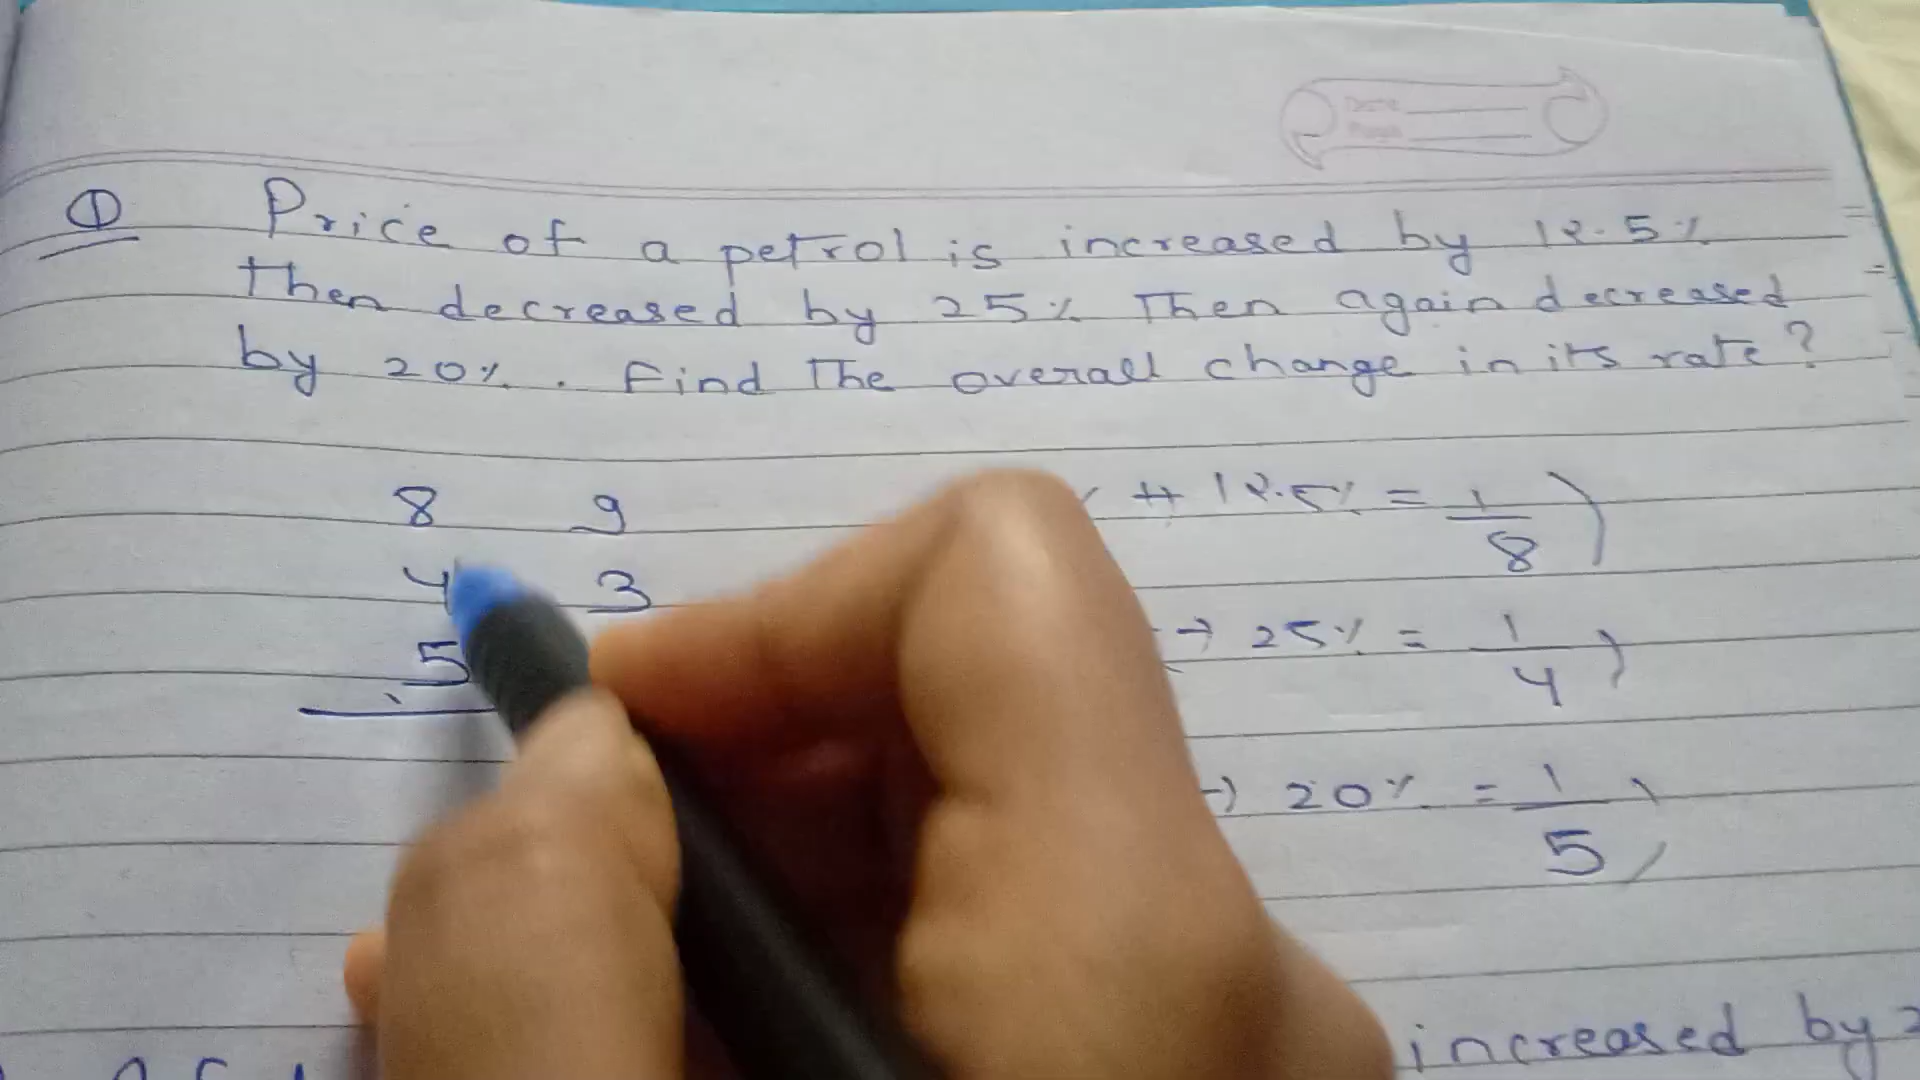 ① Price of a petrol is increased by 12.5%
Then decreased by 25% Then again decreased
by 20%. Find The overall change in its rate?
8 9 ++ 12.5% = 1/8)
4 3
→ 25% = 1/4)
5
→ 20% = 1/5)
increased by